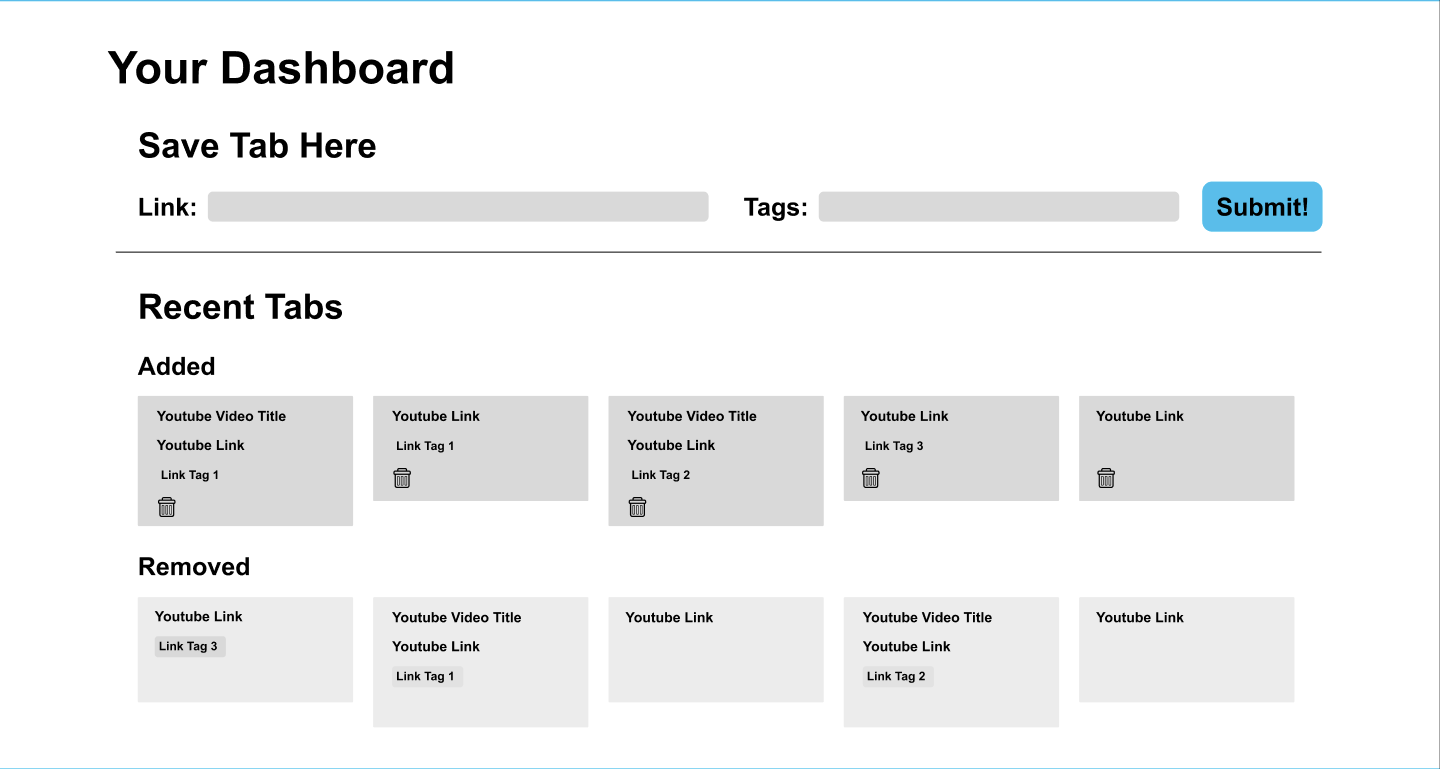 Your Dashboard
Save Tab Here
Link:
Tags:
Submit!
Recent Tabs
Added
Youtube Video Title
Youtube Link
Link Tag 1
Youtube Link
Link Tag 1
Youtube Video Title
Youtube Link
Link Tag 2
Youtube Link
Link Tag 3
Youtube Link
Removed
Youtube Link
Link Tag 3
Youtube Video Title
Youtube Link
Link Tag 1
Youtube Link
Youtube Video Title
Youtube Link
Link Tag 2
Youtube Link